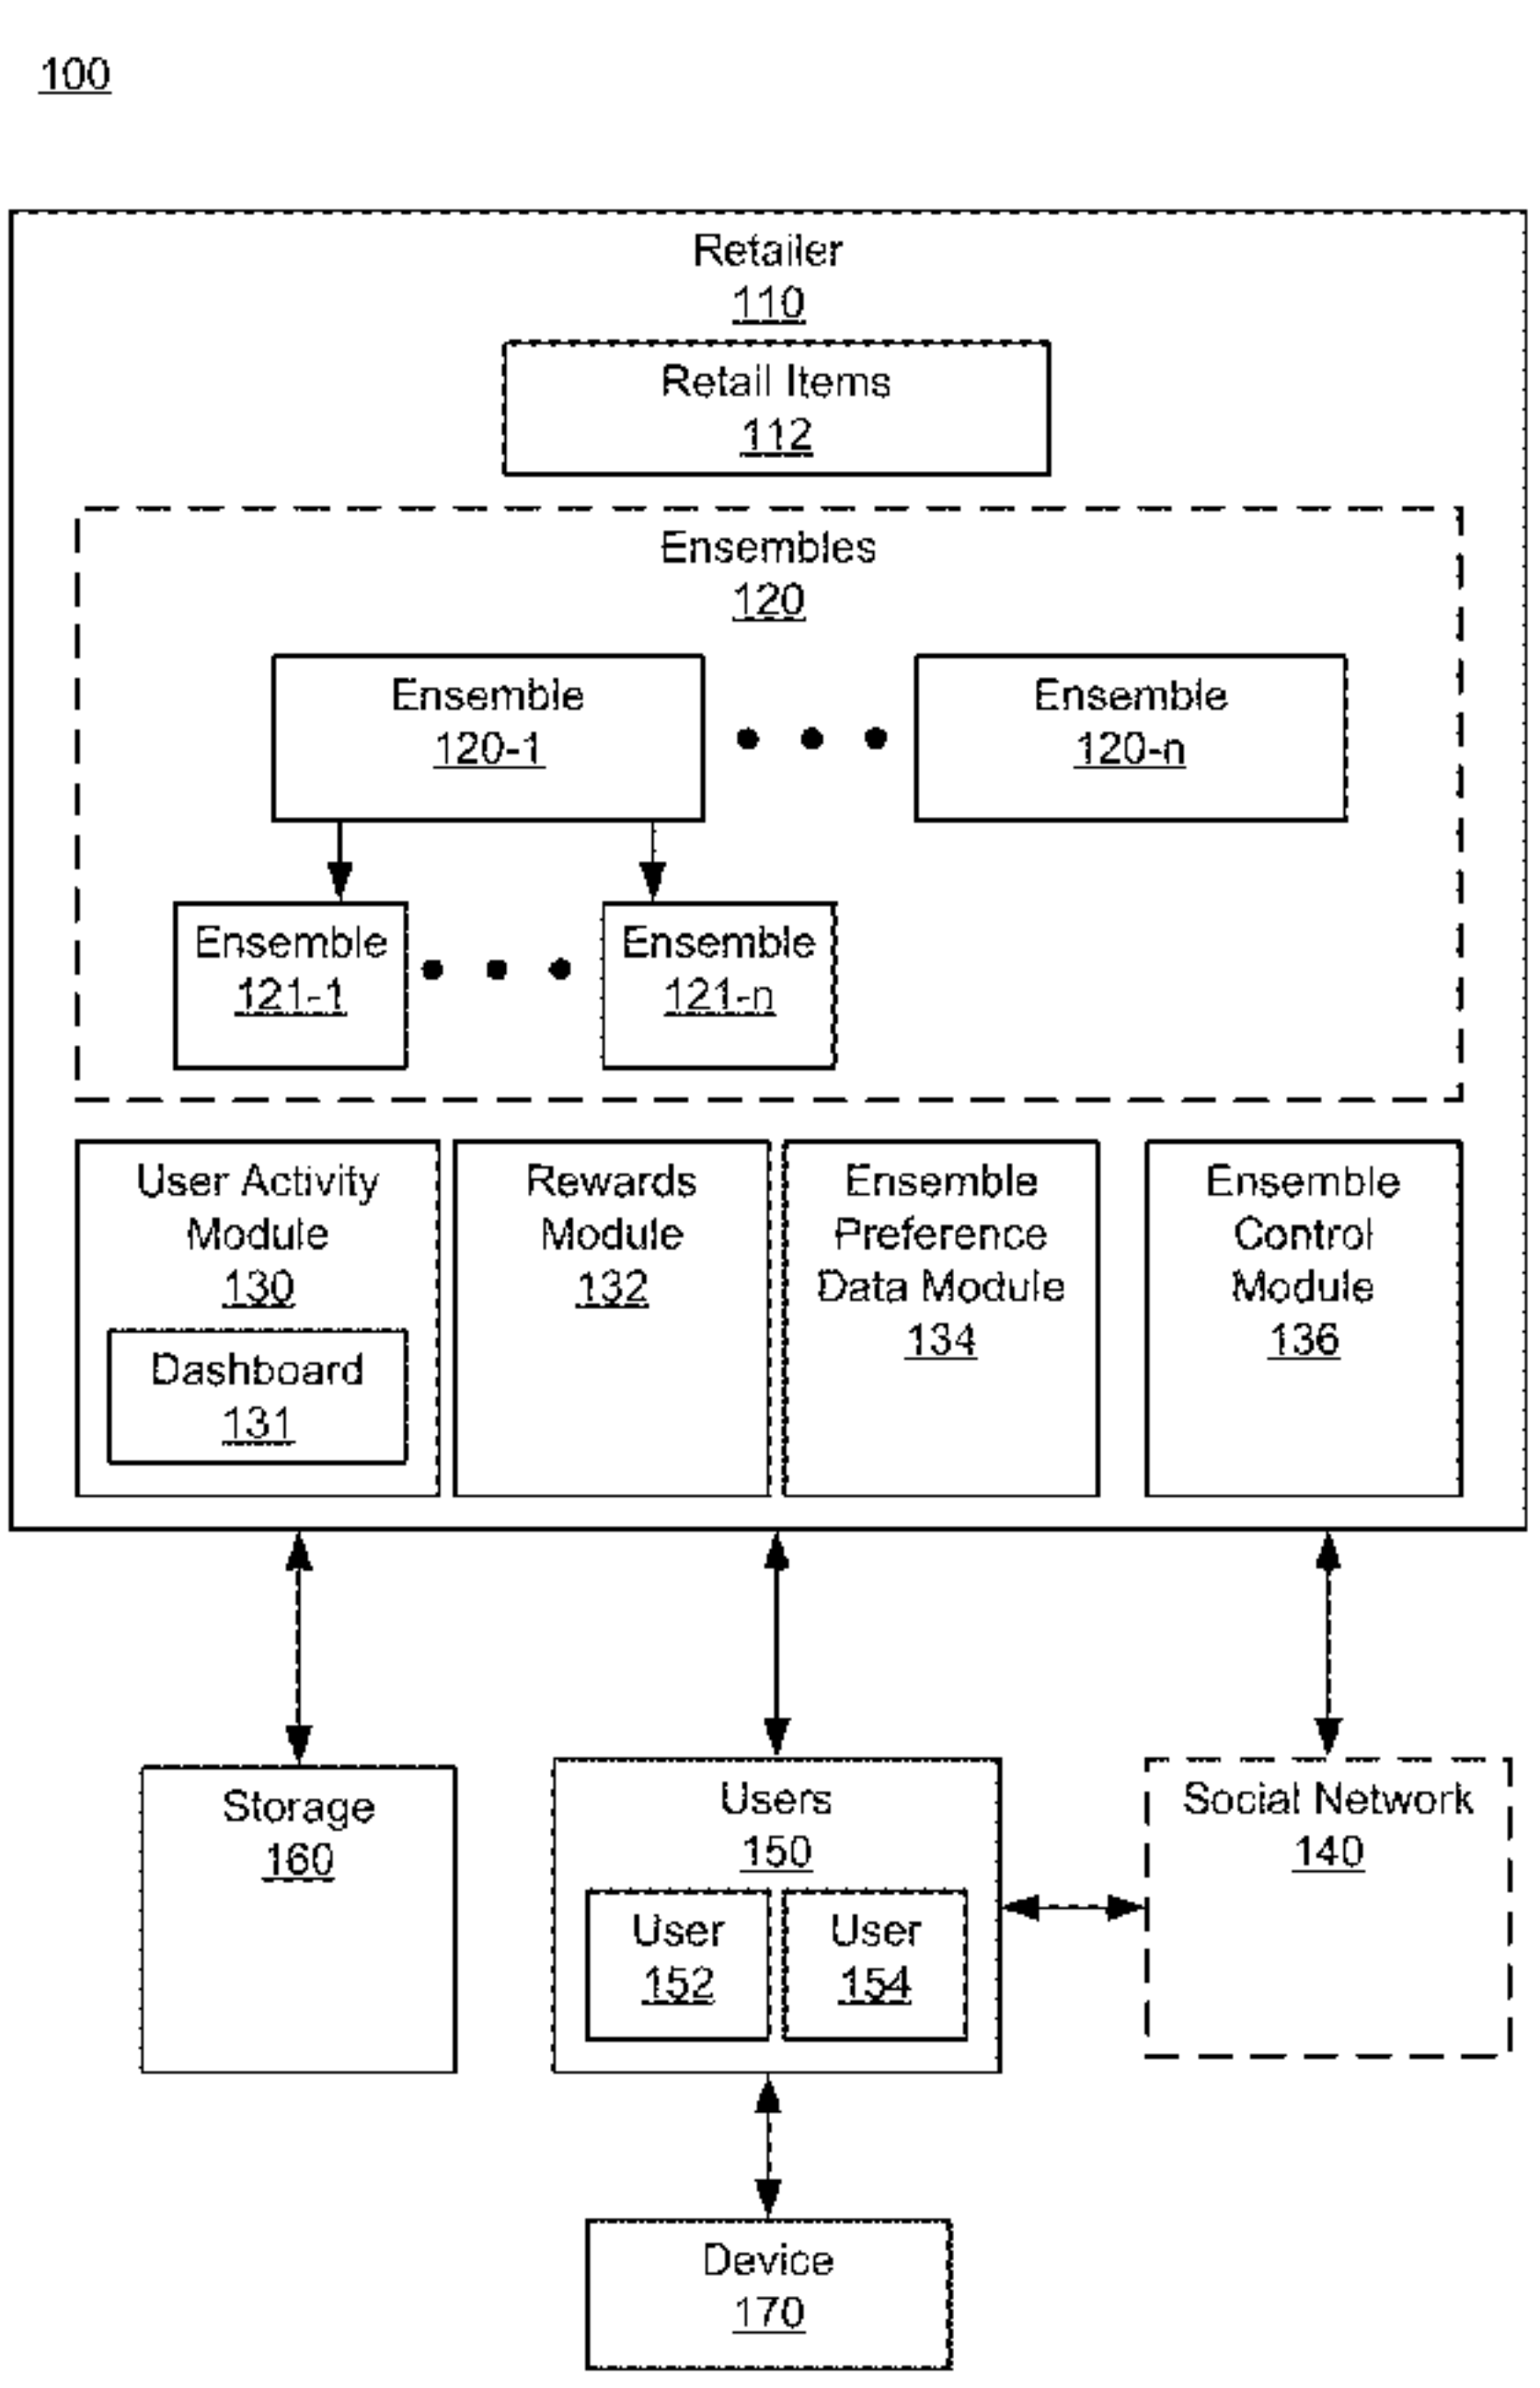 100
Retailer
110
Retail Items
112
Ensembles
120
Ensemble
120-1
Ensemble
120-n
Ensemble
121-1
Ensemble
121-n
User Activity
Module
130
Dashboard
131
Rewards
Module
132
Ensemble
Preference
Data Module
134
Ensemble
Control
Module
136
Storage
160
Users
150
User
152
User
154
Social Network
140
Device
170